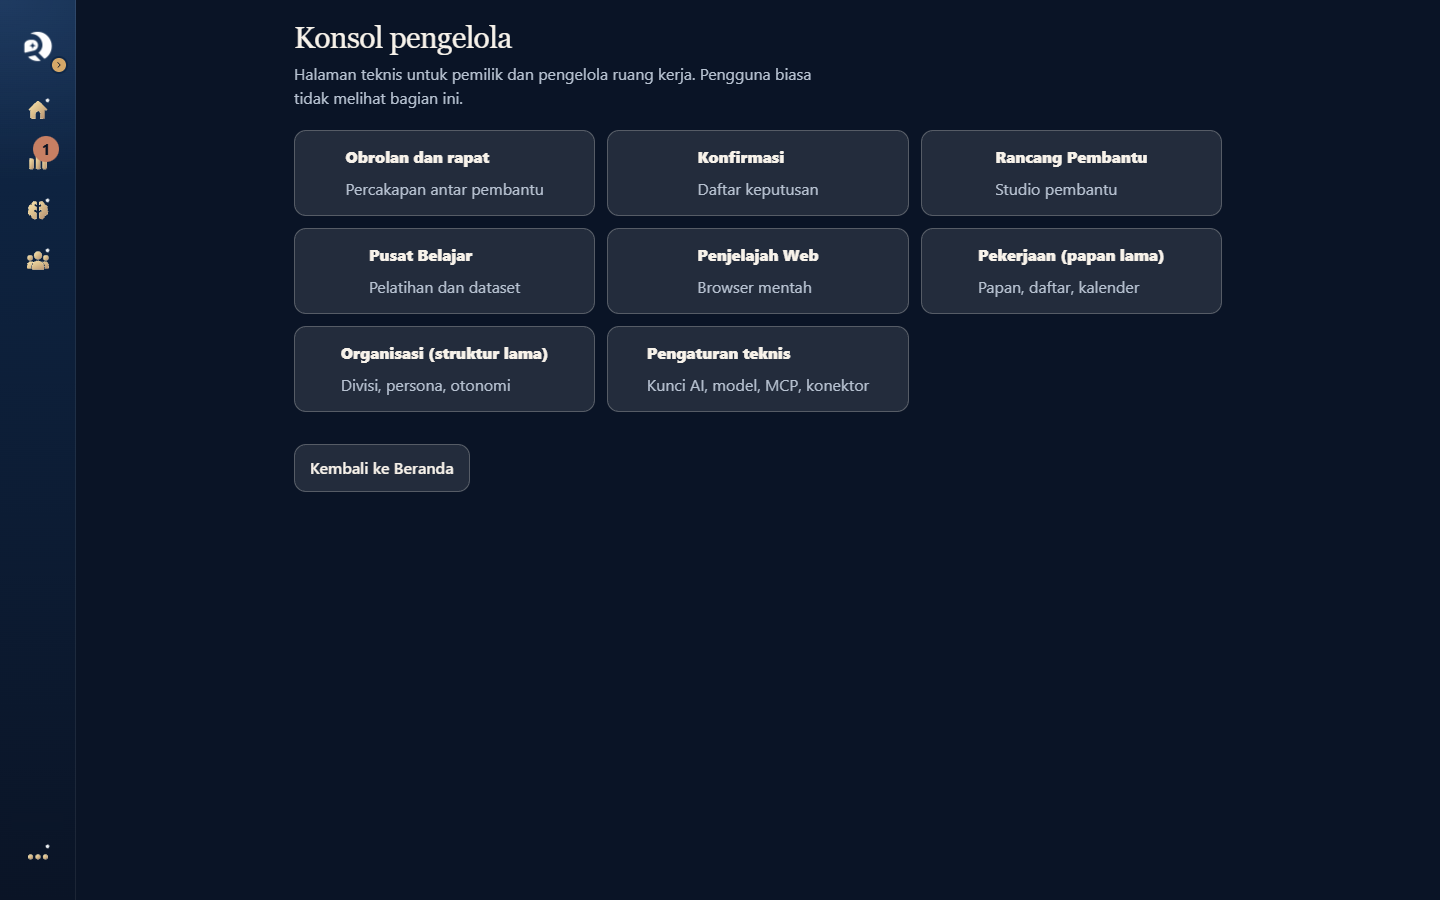 Konsol pengelola
Halaman teknis untuk pemilik dan pengelola ruang kerja. Pengguna biasa
tidak melihat bagian ini.
Obrolan dan rapat
Percakapan antar pembantu
Konfirmasi
Daftar keputusan
Rancang Pembantu
Studio pembantu
Pusat Belajar
Pelatihan dan dataset
Penjelajah Web
Browser mentah
Pekerjaan (papan lama)
Papan, daftar, kalender
Organisasi (struktur lama)
Divisi, persona, otonomi
Pengaturan teknis
Kunci AI, model, MCP, konektor
Kembali ke Beranda
1